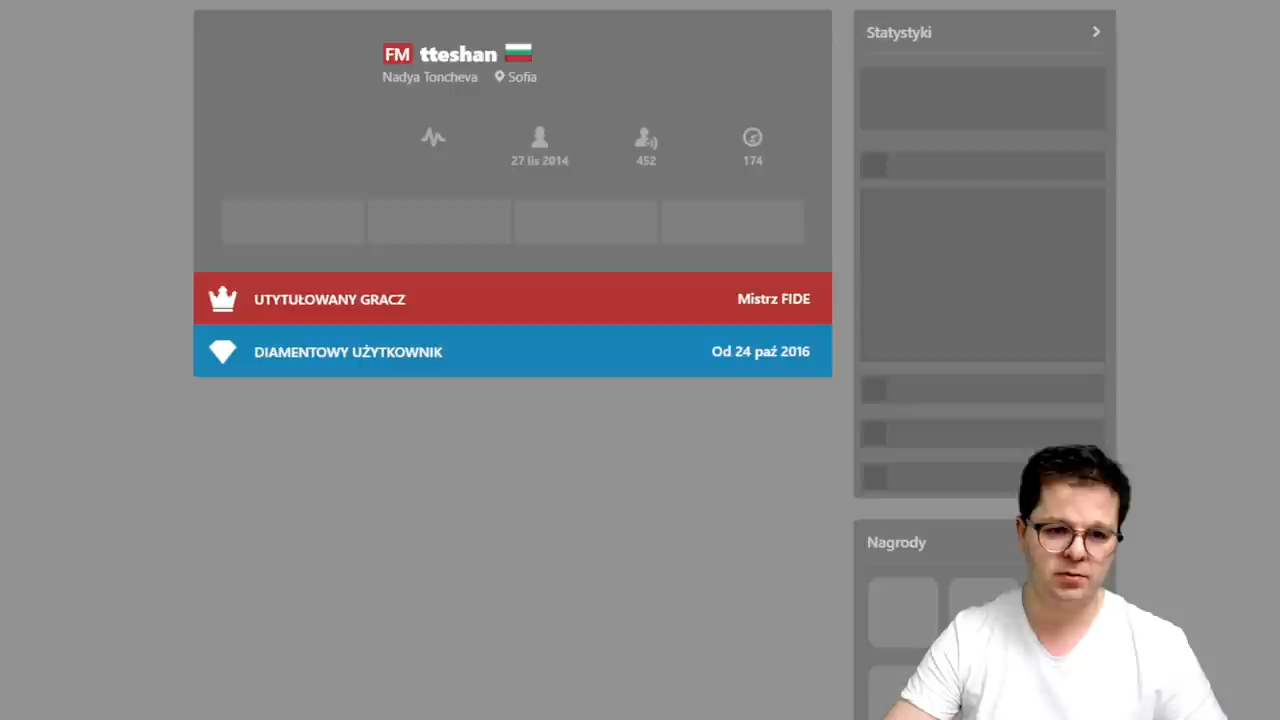 FM tteshan
Nadya Toncheva Sofia
27 lis 2014 452 174
UTYTUŁOWANY GRACZ Mistrz FIDE
DIAMENTOWY UŻYTKOWNIK Od 24 paź 2016
Statystyki
Nagrody